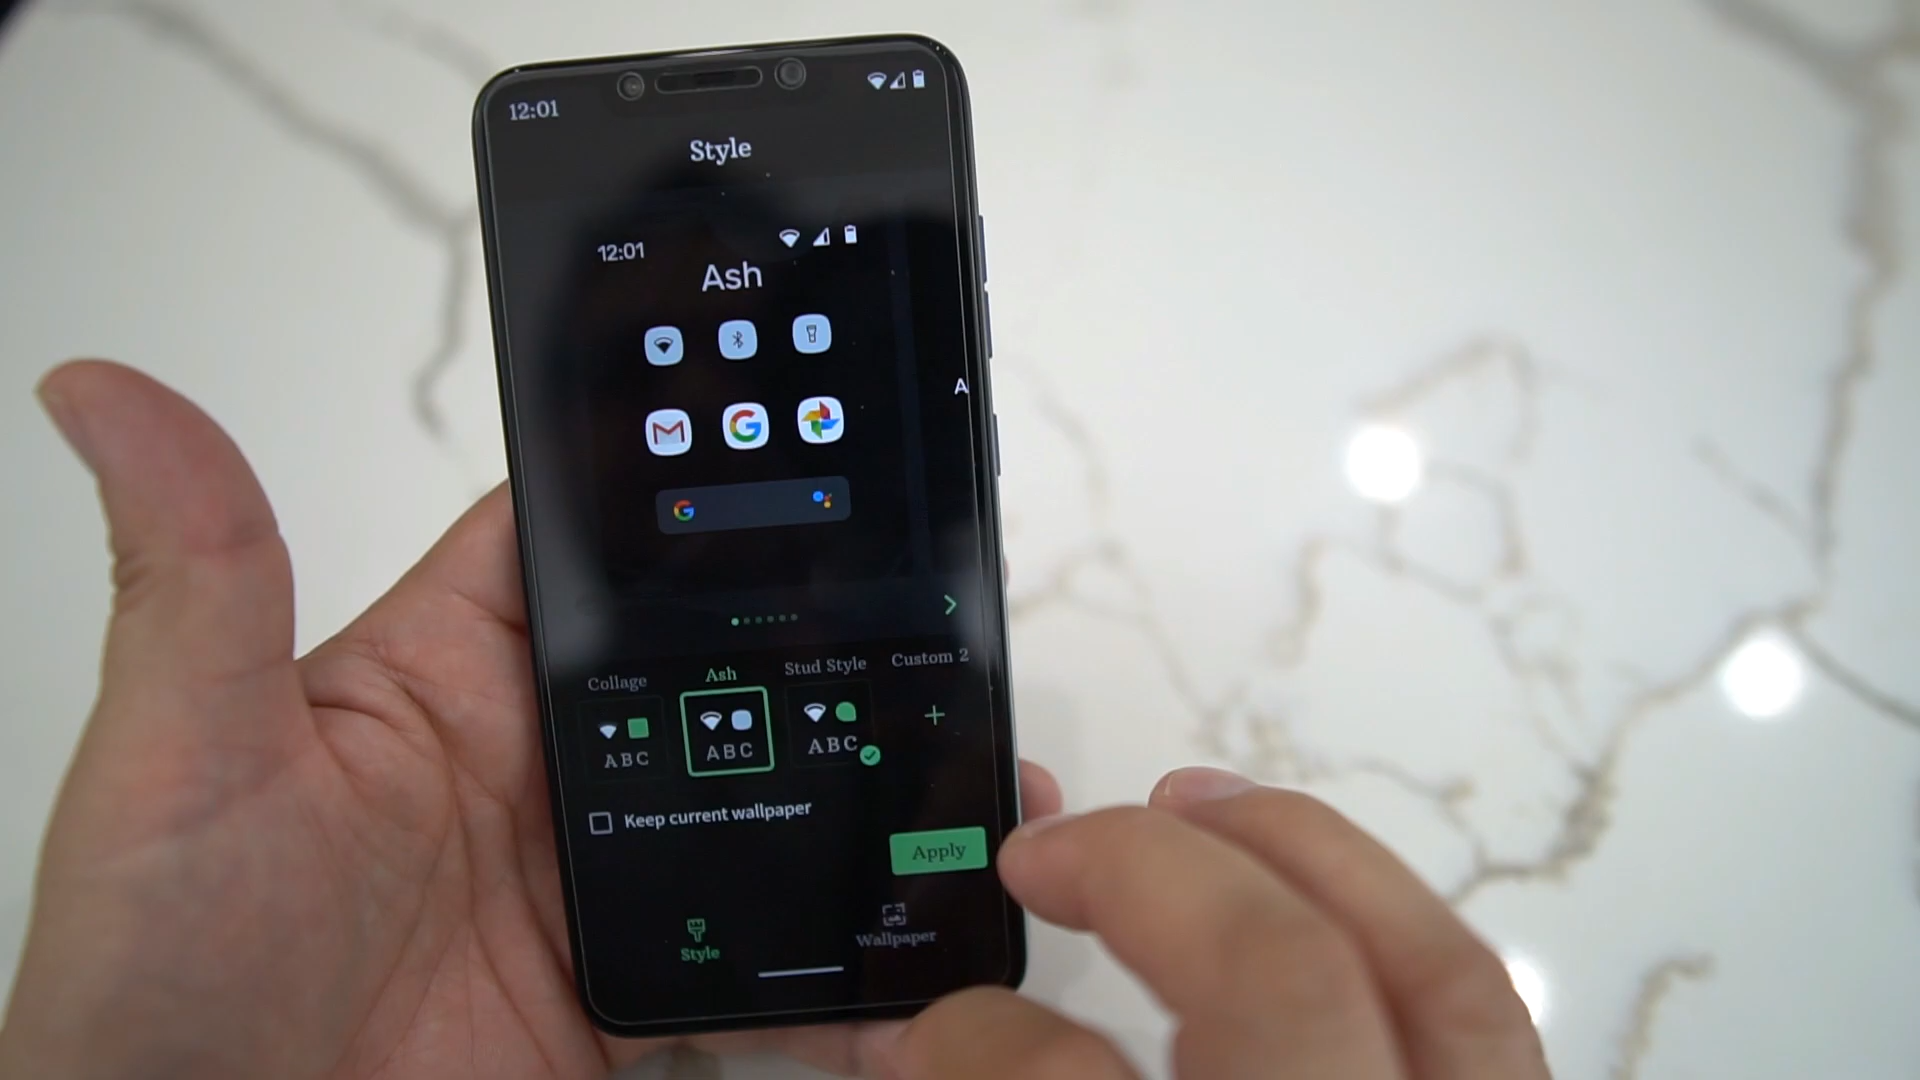 12:01
Style
12:01
Ash
A
Collage
Ash
Stud Style
Custom 2
ABC
ABC
ABC
Keep current wallpaper
Apply
Style
Wallpaper